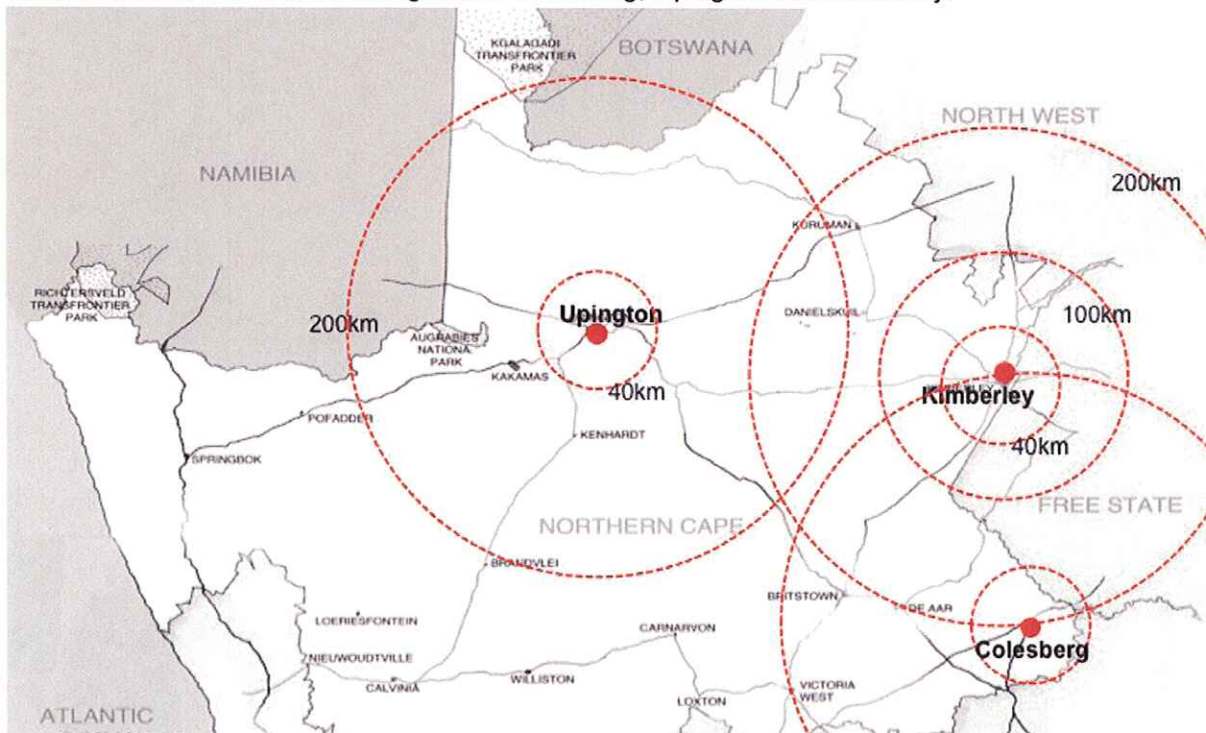 KGALAGADI
TRANSFRONTIER
PARK
BOTSWANA
NORTH WEST
NAMIBIA
200km
KURUMAN
RICHTERSVELD
TRANSFRONTIER
PARK
200km
Upington
DANIELSKUIL
100km
AUGRABIES
NATIONAL
PARK
KAKAMAS
40km
Kimberley
POFADDER
KENHARDT
40km
SPRINGBOK
FREE STATE
NORTHERN CAPE
BRANDVLEI
BRITSTOWN
DE AAR
LOERIESFONTEIN
CARNARVON
Colesberg
NIEUWOUDTVILLE
CALVINIA
WILLISTON
VICTORIA
WEST
LOXTON
ATLANTIC